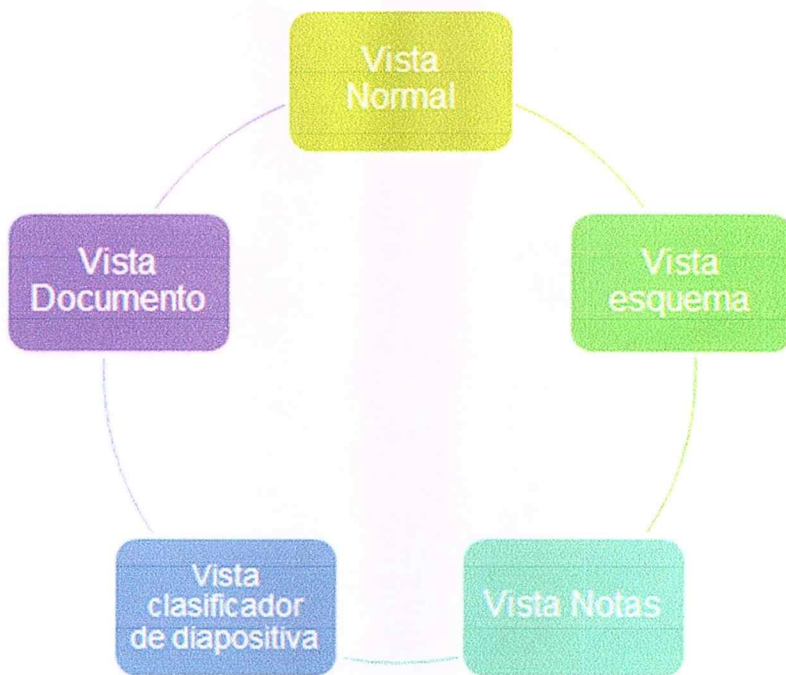 Vista
Normal
Vista
esquema
Vista Notas
Vista
clasificador
de diapositiva
Vista
Documento